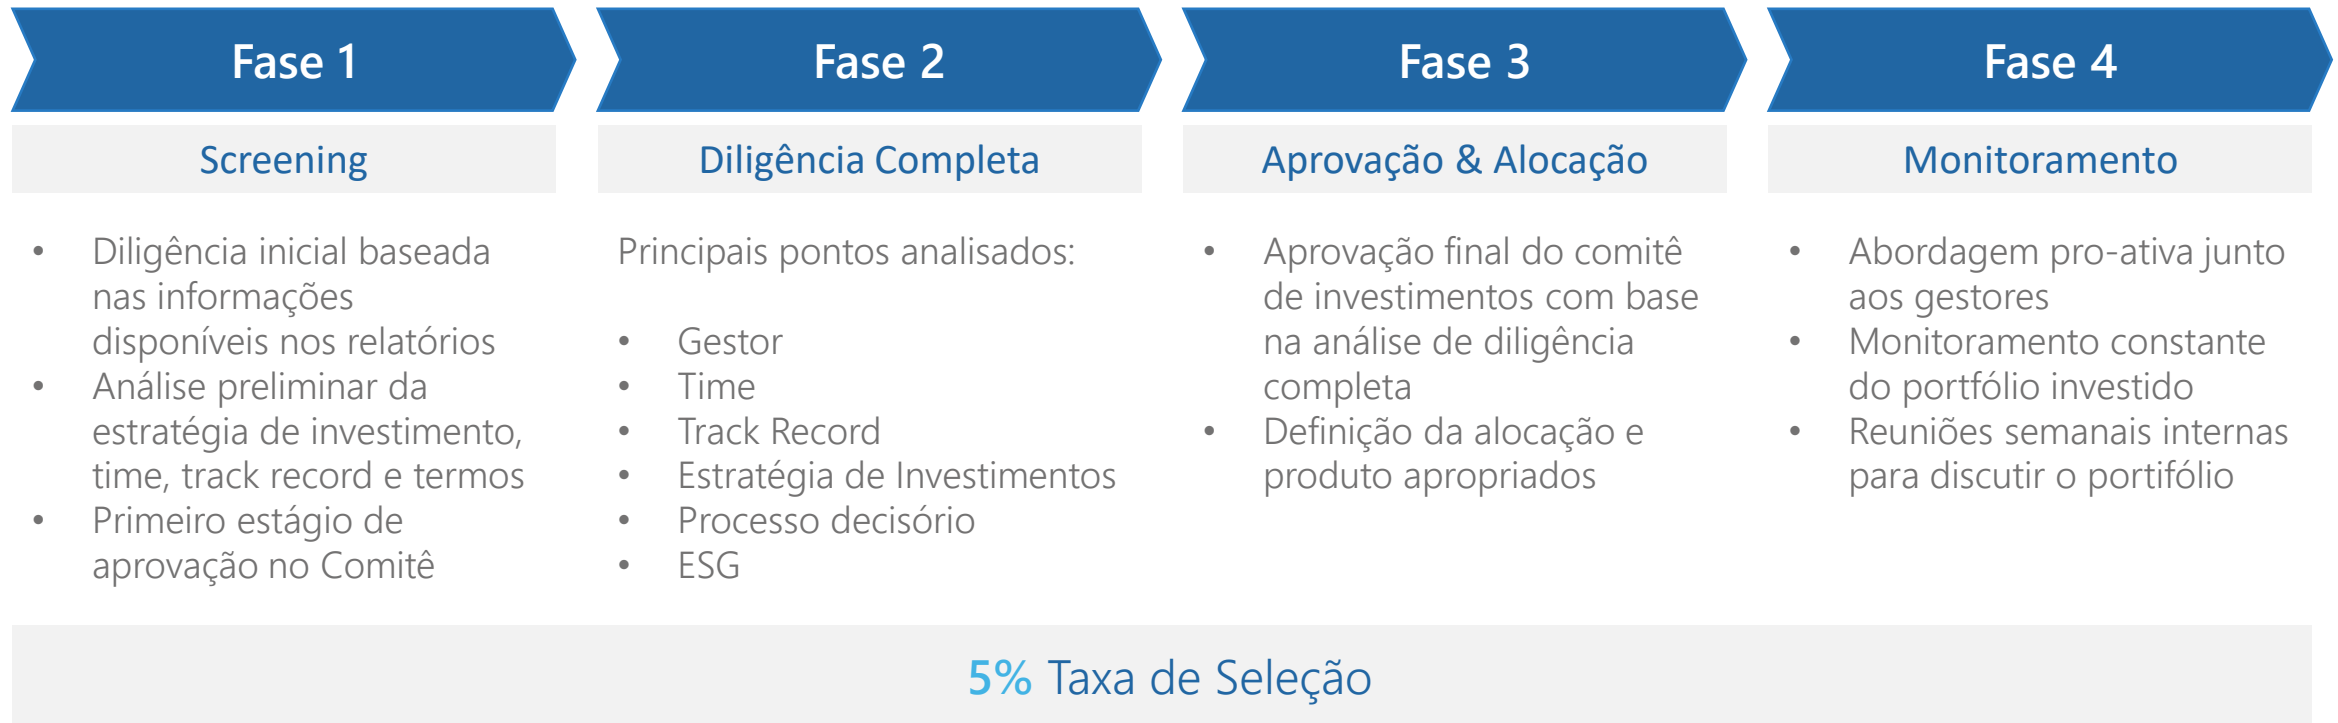 Fase 1
Screening
• Diligência inicial baseada
nas informações
disponíveis nos relatórios
• Análise preliminar da
estratégia de investimento,
time, track record e termos
• Primeiro estágio de
aprovação no Comitê
Fase 2
Diligência Completa
Principais pontos analisados:
• Gestor
• Time
• Track Record
• Estratégia de Investimentos
• Processo decisório
• ESG
Fase 3
Aprovação & Alocação
• Aprovação final do comitê
de investimentos com base
na análise de diligência
completa
• Definição da alocação e
produto apropriados
Fase 4
Monitoramento
• Abordagem pro-ativa junto
aos gestores
• Monitoramento constante
do portfólio investido
• Reuniões semanais internas
para discutir o portifólio
5% Taxa de Seleção